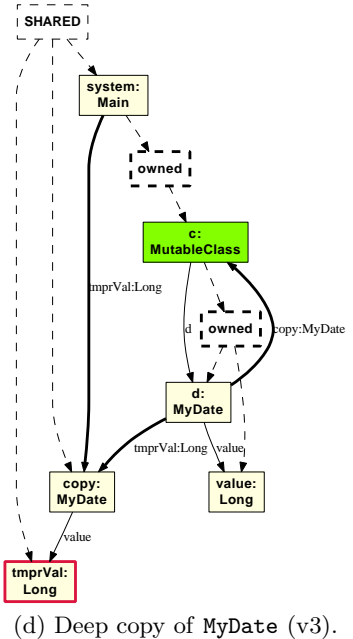 SHARED
system:
Main
owned
c:
MutableClass
tmprVal:Long
d
owned
copy:MyDate
d:
MyDate
tmprVal:Long
value
copy:
MyDate
value:
Long
value
tmprVal:
Long
(d) Deep copy of MyDate (v3).